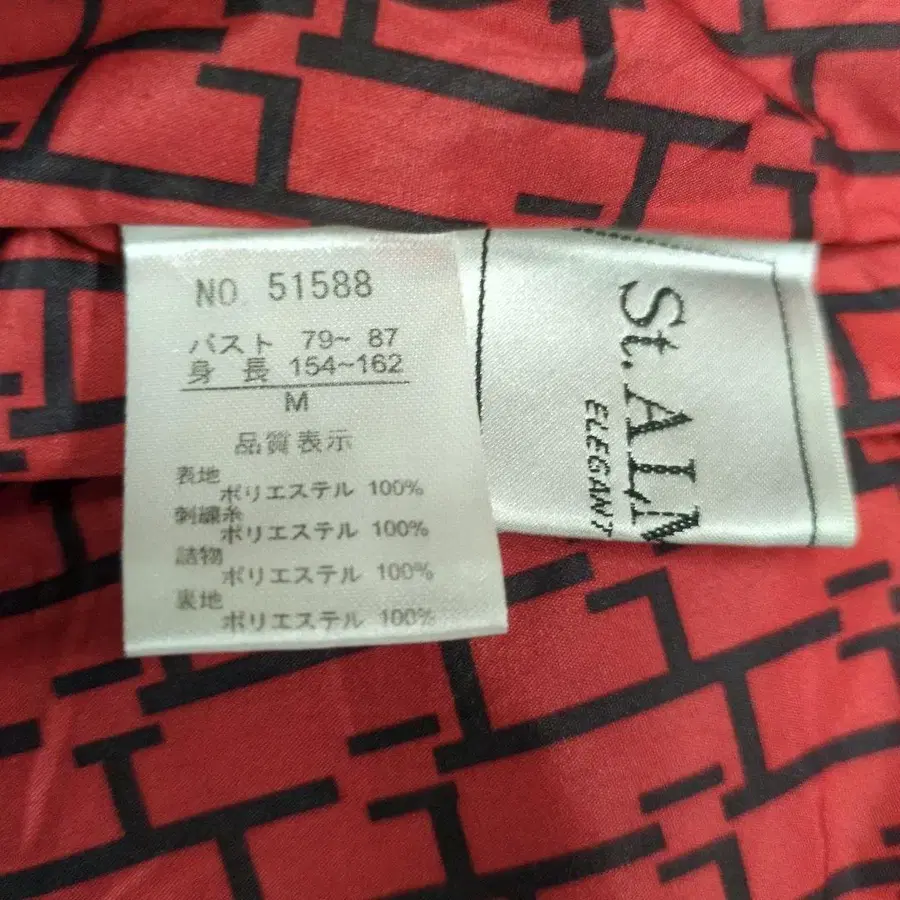 NO. 51588
バスト 79~ 87
身 長 154~162
M
品質表示
表地
ポリエステル 100%
刺繍糸
ポリエステル 100%
詰物
ポリエステル 100%
裏地
ポリエステル 100%
St.
ELEGANT